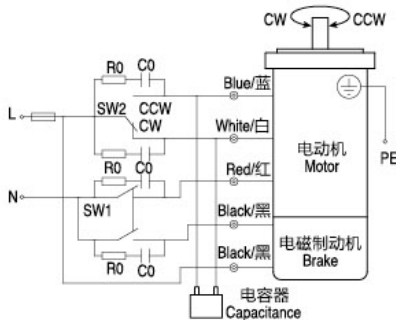 CW CCW
R0 C0
Blue/蓝
L SW2 CCW
CW
White/白
R0 C0
电动机
Motor
PE
Red/红
N
SW1
Black/黑
电磁制动机
Brake
Black/黑
R0 C0
电容器
Capacitance